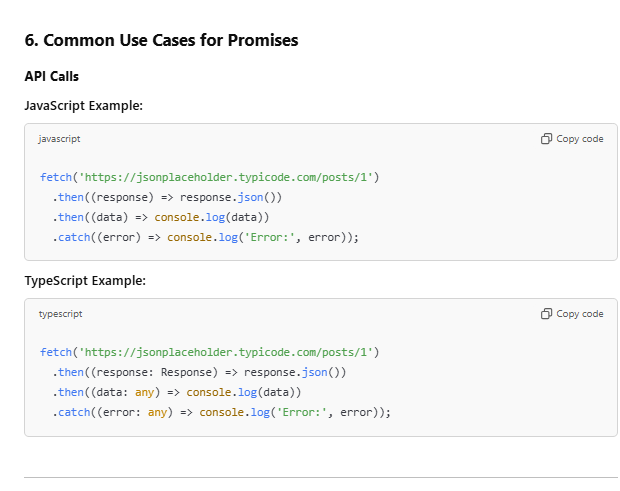 6. Common Use Cases for Promises
API Calls
JavaScript Example:
javascript
Copy code
fetch('https://jsonplaceholder.typicode.com/posts/1')
.then((response) => response.json())
.then((data) => console.log(data))
.catch((error) => console.log('Error:', error));
TypeScript Example:
typescript
Copy code
fetch('https://jsonplaceholder.typicode.com/posts/1')
.then((response: Response) => response.json())
.then((data: any) => console.log(data))
.catch((error: any) => console.log('Error:', error));